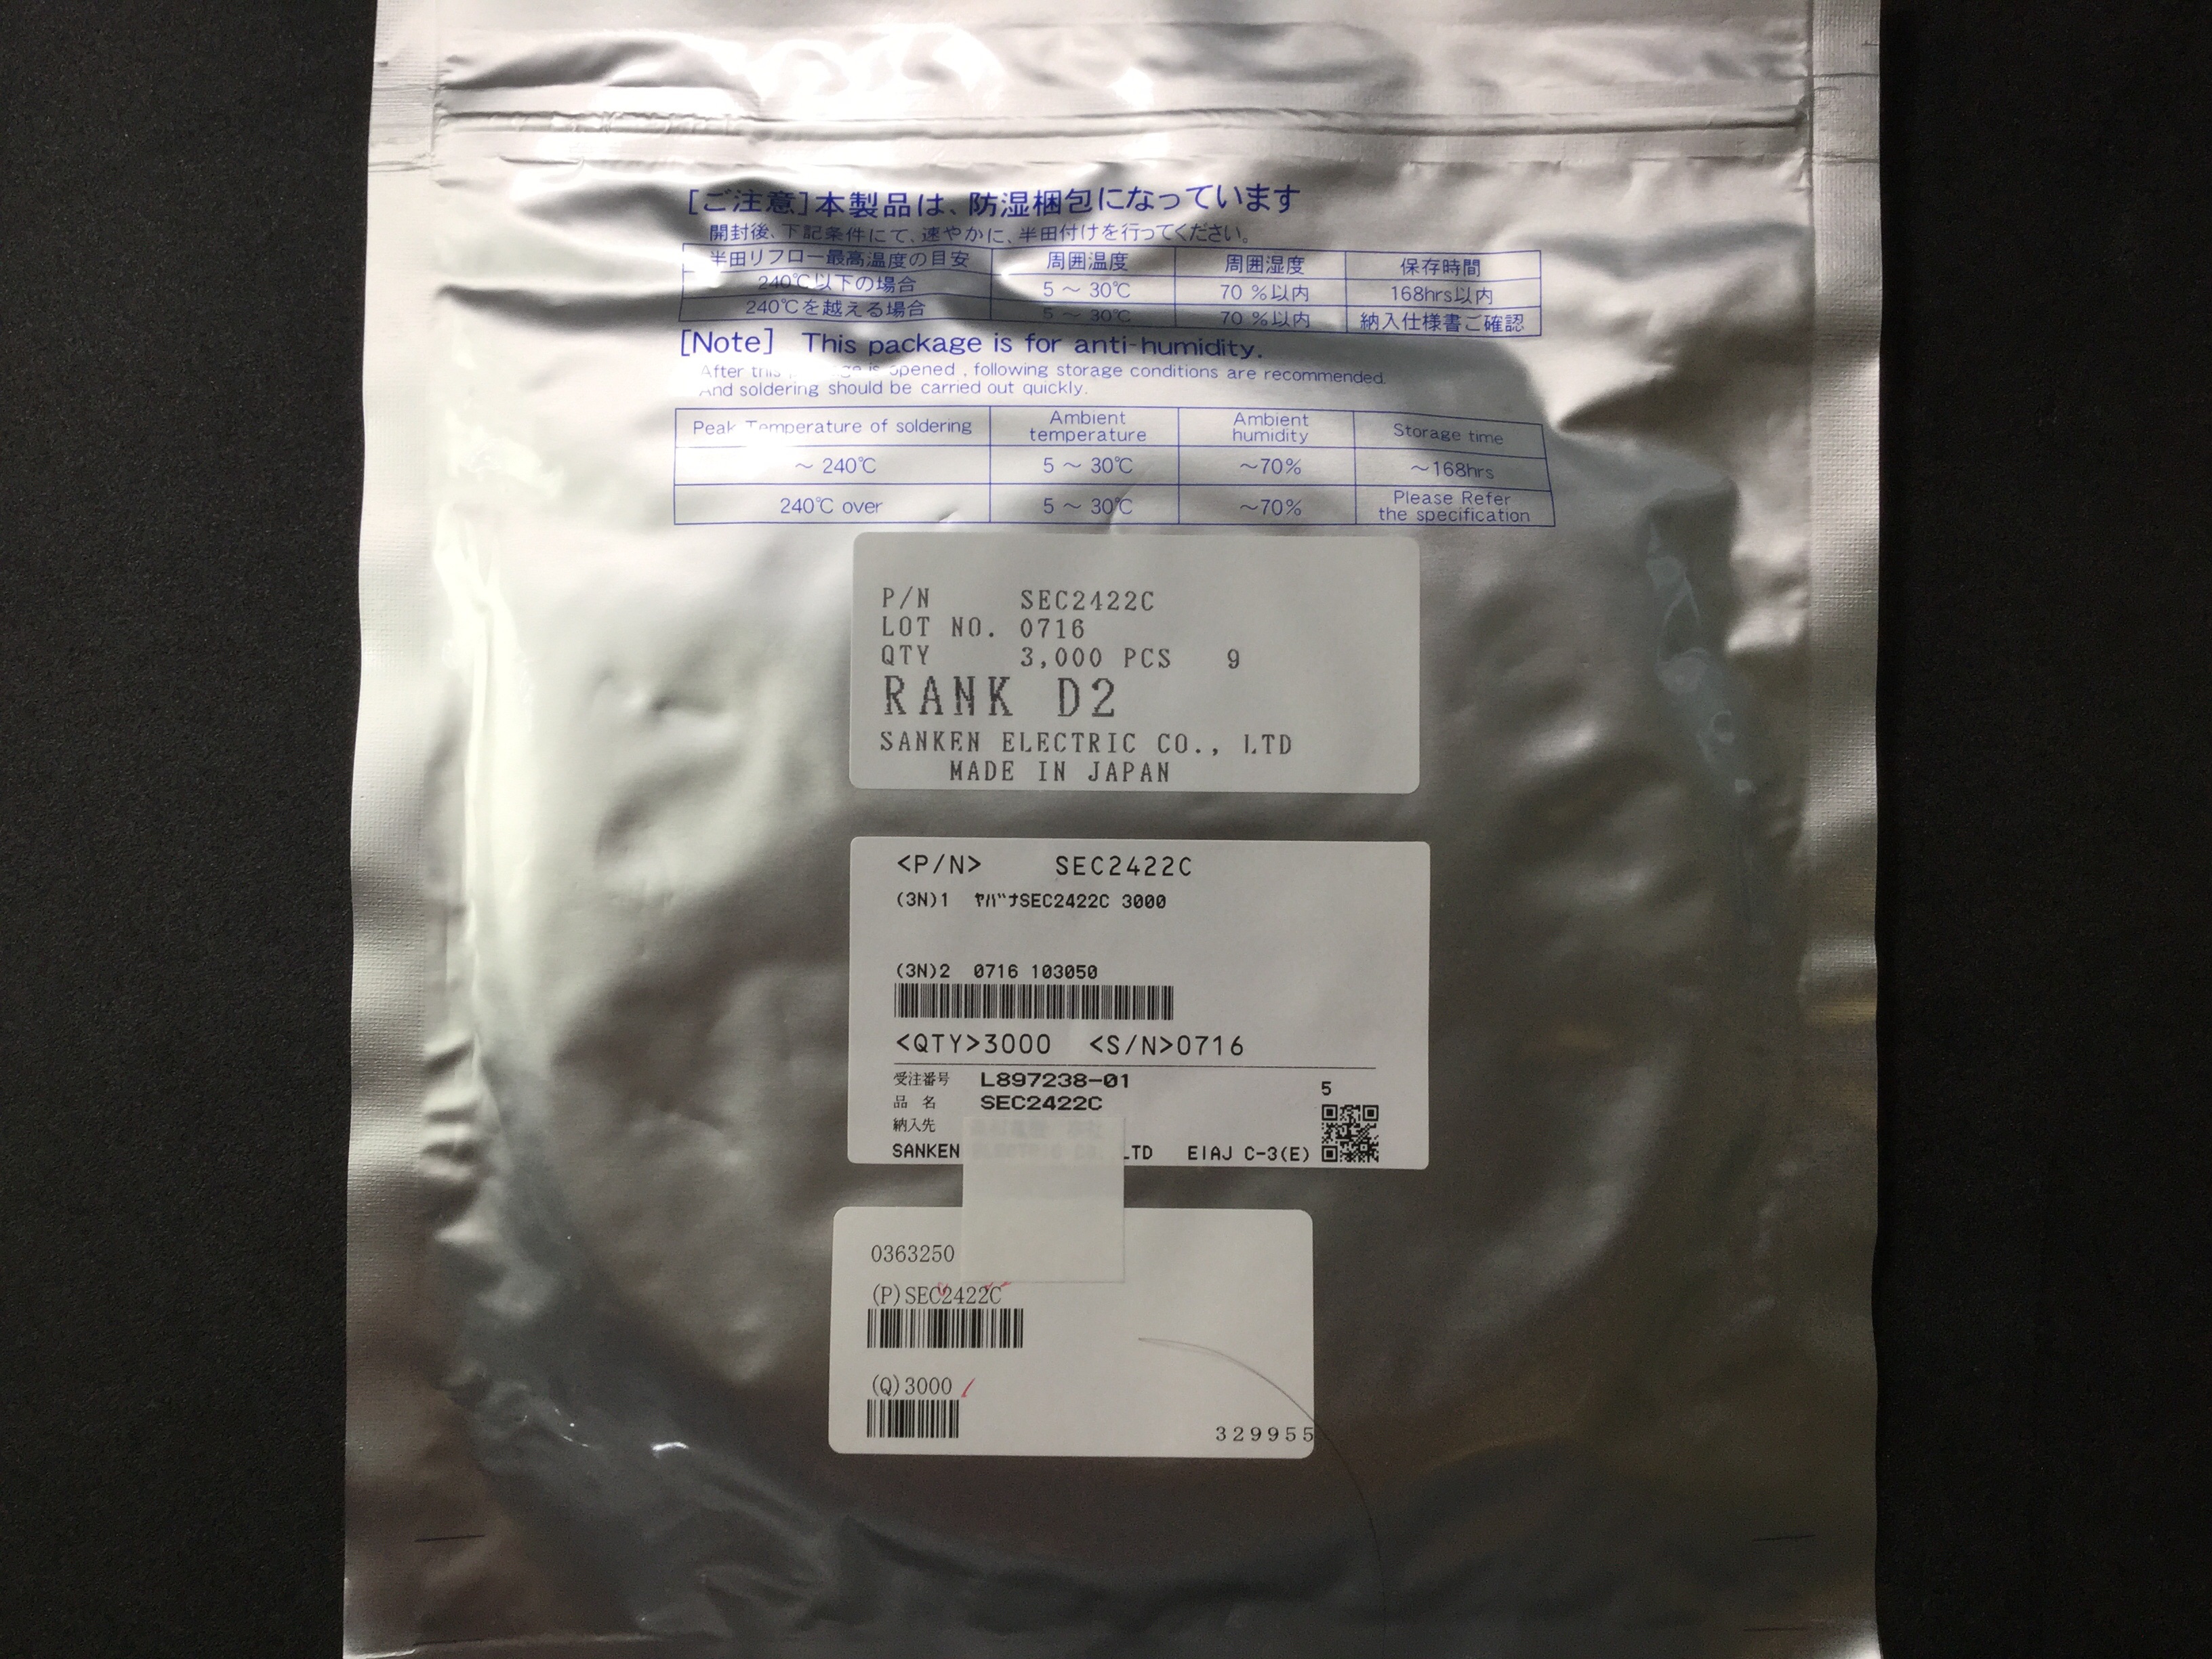 [ご注意]本製品は、防湿梱包になっています
開封後、下記条件にて、速やかに、半田付けを行ってください。
半田リフロー最高温度の目安 周囲温度 周囲湿度 保存時間
240℃以下の場合 5 ～ 30℃ 70 %以内 168hrs以内
240℃を越える場合 5 ～ 30℃ 70 %以内 納入仕様書ご確認
[Note] This package is for anti-humidity.
After this is opened , following storage conditions are recommended.
And soldering should be carried out quickly.
Peak Temperature of soldering Ambient temperature Ambient humidity Storage time
～ 240℃ 5 ～ 30℃ ～70% ～168hrs
240℃ over 5 ～ 30℃ ～70% Please Refer the specification
P/N SEC2422C
LOT NO. 0716
QTY 3,000 PCS 9
RANK D2
SANKEN ELECTRIC CO., LTD
MADE IN JAPAN
<P/N> SEC2422C
(3N)1 ﾔﾊﾞﾅSEC2422C 3000
(3N)2 0716 103050
<QTY>3000 <S/N>0716
受注番号 L897238-01
5
品 名 SEC2422C
納入先
SANKEN LTD EIAJ C-3(E)
0363250
(P)SEC2422C
(Q)3000
329955